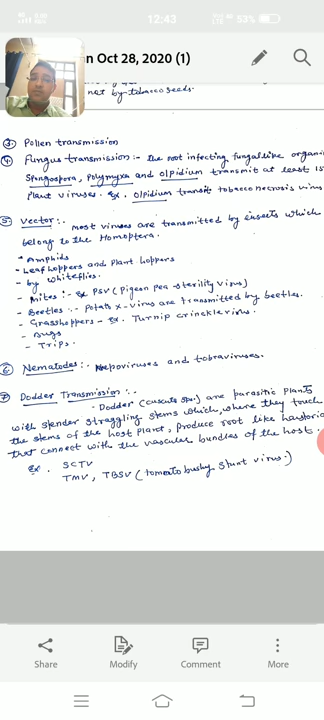 12:43
53%
n Oct 28, 2020 (1)
not by tobacco seeds.
③ Pollen transmission
④ Fungus transmission :- the root infecting fungal like organi
Spongospora, Polymyxa and olpidium transmit at least 15
Plant viruses. ex. olpidium transit tobacco necrosis virus
⑤ Vector :-
most viruses are transmitted by insects which
belong to the Homoptera.
* Amphids
- Leaf hoppers and plant hoppers
- by whiteflies.
- mites :- ex PSV (Pigeon pea sterility virus)
- Beetles :- Potato x-virus are transmitted by beetles.
- Grasshoppers - ex. Turnip crincklevirus.
- Bugs
- Trips.
⑥ Nematodes :- Nepoviruses and tobraviruses.
⑦ Dodder Transmission :-
- Dodder (cuscuta spp.) are parasitic plants
with slender straggling stems which, where they touch
the stems of the host plant, produce root like haustoria
that connect with the vascular bundles of the host.
ex. SCTV
TMV, TBSV (tomato bushy stunt virus.)
Share Modify Comment More